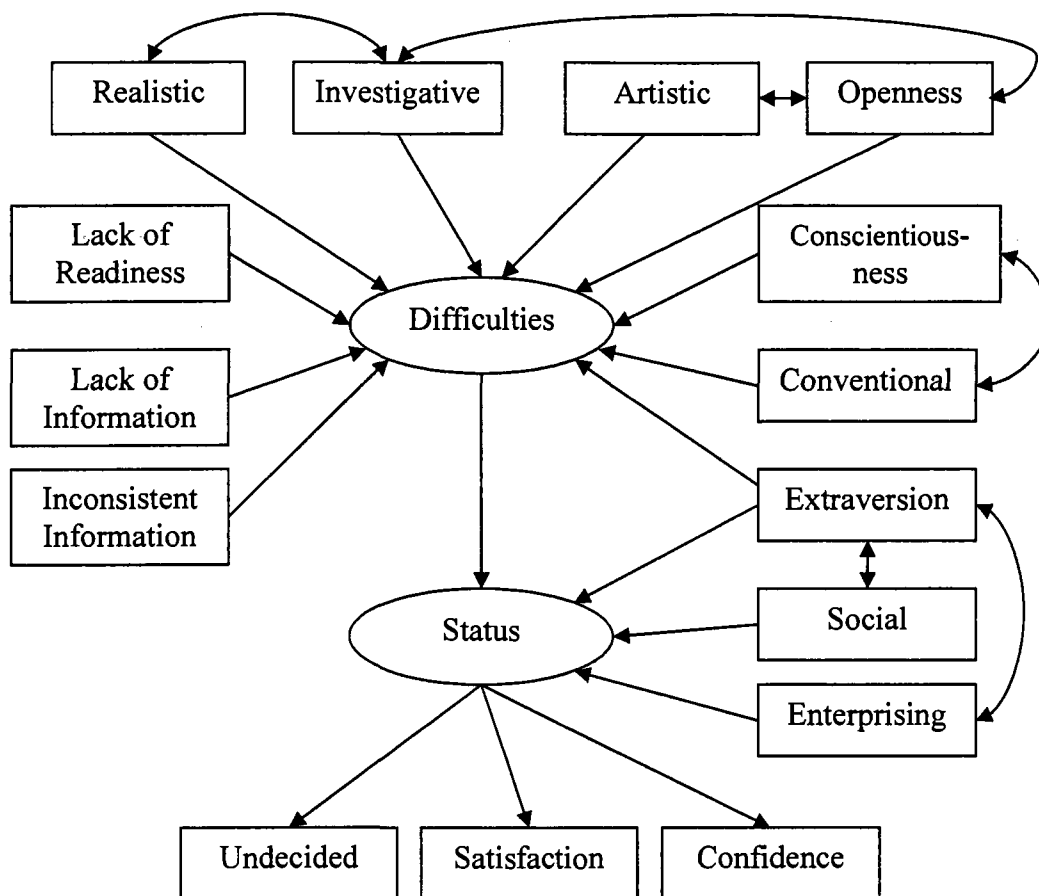 Realistic
Investigative
Artistic
Openness
Lack of
Readiness
Conscientious-
ness
Difficulties
Lack of
Information
Conventional
Inconsistent
Information
Extraversion
Status
Social
Enterprising
Undecided
Satisfaction
Confidence